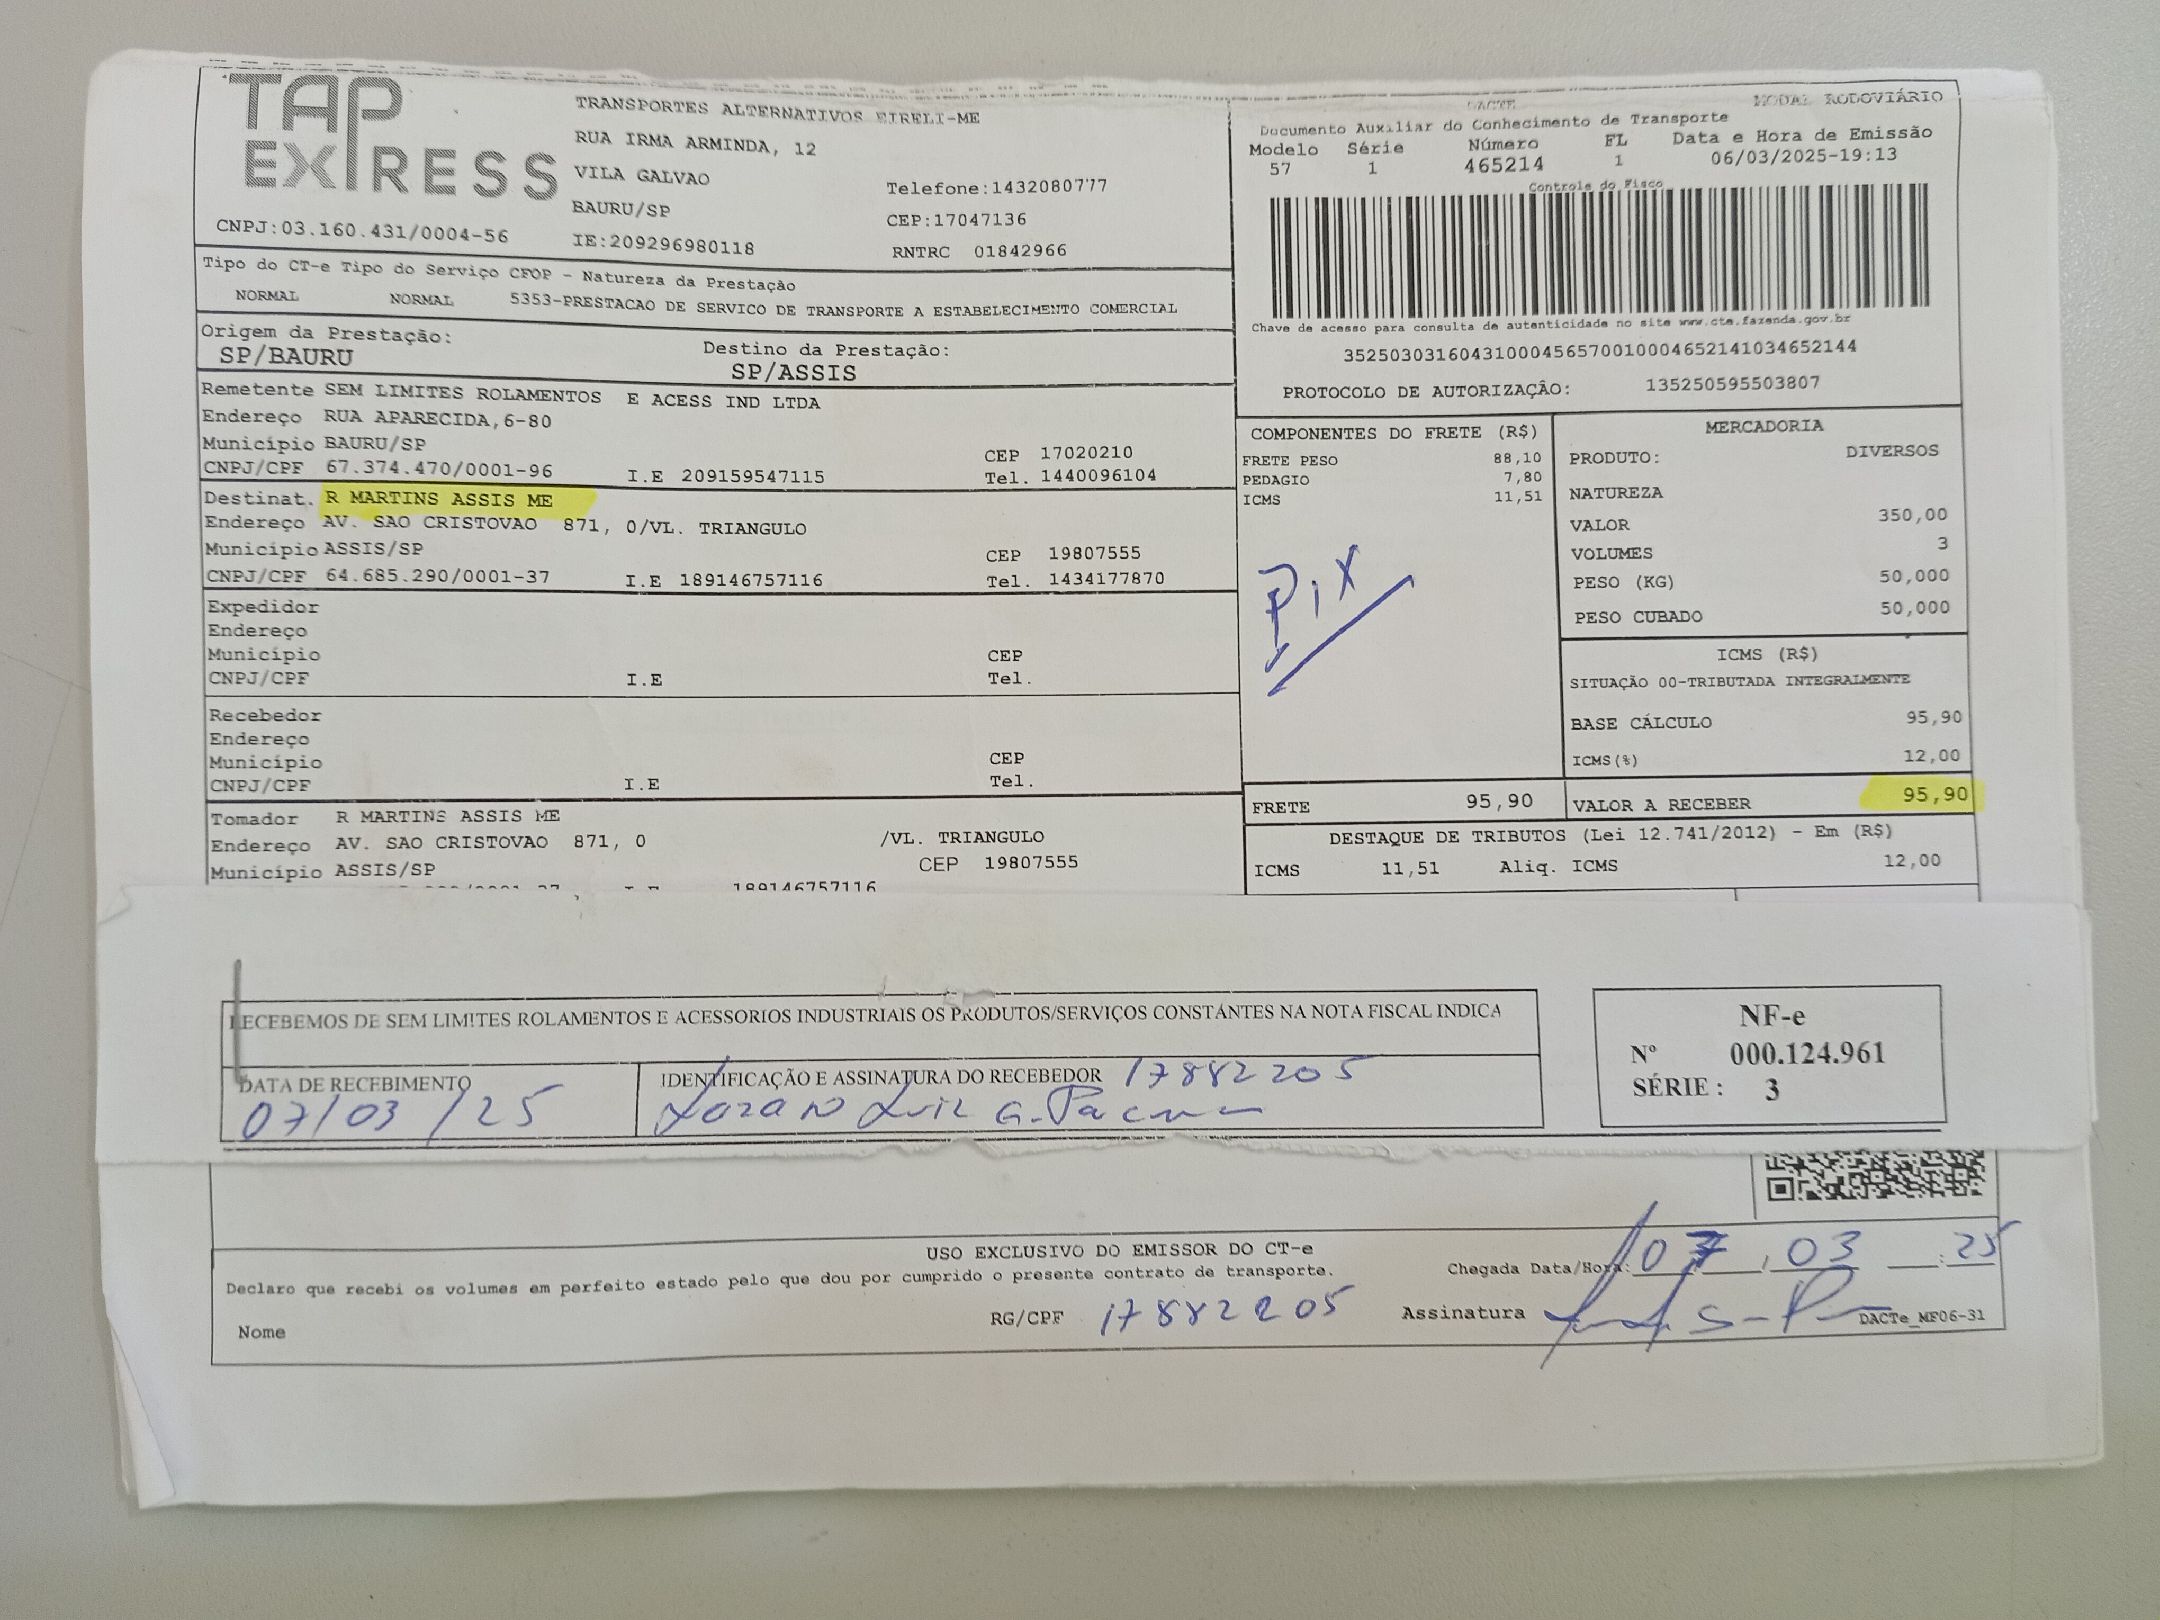 TAP
EXPRESS
CNPJ:03.160.431/0004-56
TRANSPORTES ALTERNATIVOS EIRELI-ME
RUA IRMA ARMINDA, 12
VILA GALVAO
BAURU/SP
IE:209296980118
Telefone:1432080777
CEP:17047136
RNTRC 01842966
DACTE MODAL RODOVIÁRIO
Documento Auxiliar do Conhecimento de Transporte
Modelo Série Número FL Data e Hora de Emissão
57 1 465214 1 06/03/2025-19:13
Controle do Fisco
Chave de acesso para consulta de autenticidade no site www.cte.fazenda.gov.br
35250303160431000456570010004652141034652144
PROTOCOLO DE AUTORIZAÇÃO: 135250595503807
Tipo do CT-e Tipo do Serviço CFOP - Natureza da Prestação
NORMAL NORMAL 5353-PRESTACAO DE SERVICO DE TRANSPORTE A ESTABELECIMENTO COMERCIAL
Origem da Prestação: Destino da Prestação:
SP/BAURU SP/ASSIS
Remetente SEM LIMITES ROLAMENTOS E ACESS IND LTDA
Endereço RUA APARECIDA,6-80
Município BAURU/SP CEP 17020210
CNPJ/CPF 67.374.470/0001-96 I.E 209159547115 Tel. 1440096104
Destinat. R MARTINS ASSIS ME
Endereço AV. SAO CRISTOVAO 871, 0/VL. TRIANGULO
Município ASSIS/SP CEP 19807555
CNPJ/CPF 64.685.290/0001-37 I.E 189146757116 Tel. 1434177870
Expedidor
Endereço
Município CEP
CNPJ/CPF I.E Tel.
Recebedor
Endereço
Município CEP
CNPJ/CPF I.E Tel.
Tomador R MARTINS ASSIS ME
Endereço AV. SAO CRISTOVAO 871, 0 /VL. TRIANGULO
Município ASSIS/SP CEP 19807555
189146757116
COMPONENTES DO FRETE (R$)
FRETE PESO 88,10
PEDAGIO 7,80
ICMS 11,51
PiX
MERCADORIA
PRODUTO: DIVERSOS
NATUREZA
VALOR 350,00
VOLUMES 3
PESO (KG) 50,000
PESO CUBADO 50,000
ICMS (R$)
SITUAÇÃO 00-TRIBUTADA INTEGRALMENTE
BASE CÁLCULO 95,90
ICMS(%) 12,00
FRETE 95,90 VALOR A RECEBER 95,90
DESTAQUE DE TRIBUTOS (Lei 12.741/2012) - Em (R$)
ICMS 11,51 Aliq. ICMS 12,00
RECEBEMOS DE SEM LIMITES ROLAMENTOS E ACESSORIOS INDUSTRIAIS OS PRODUTOS/SERVIÇOS CONSTANTES NA NOTA FISCAL INDICA
DATA DE RECEBIMENTO
07/03/25
IDENTIFICAÇÃO E ASSINATURA DO RECEBEDOR 17882205
NF-e
Nº 000.124.961
SÉRIE : 3
USO EXCLUSIVO DO EMISSOR DO CT-e
Declaro que recebi os volumes em perfeito estado pelo que dou por cumprido o presente contrato de transporte.
Chegada Data/Hora: 07 03 25
Nome RG/CPF 17882205 Assinatura
DACTe_MF06-31